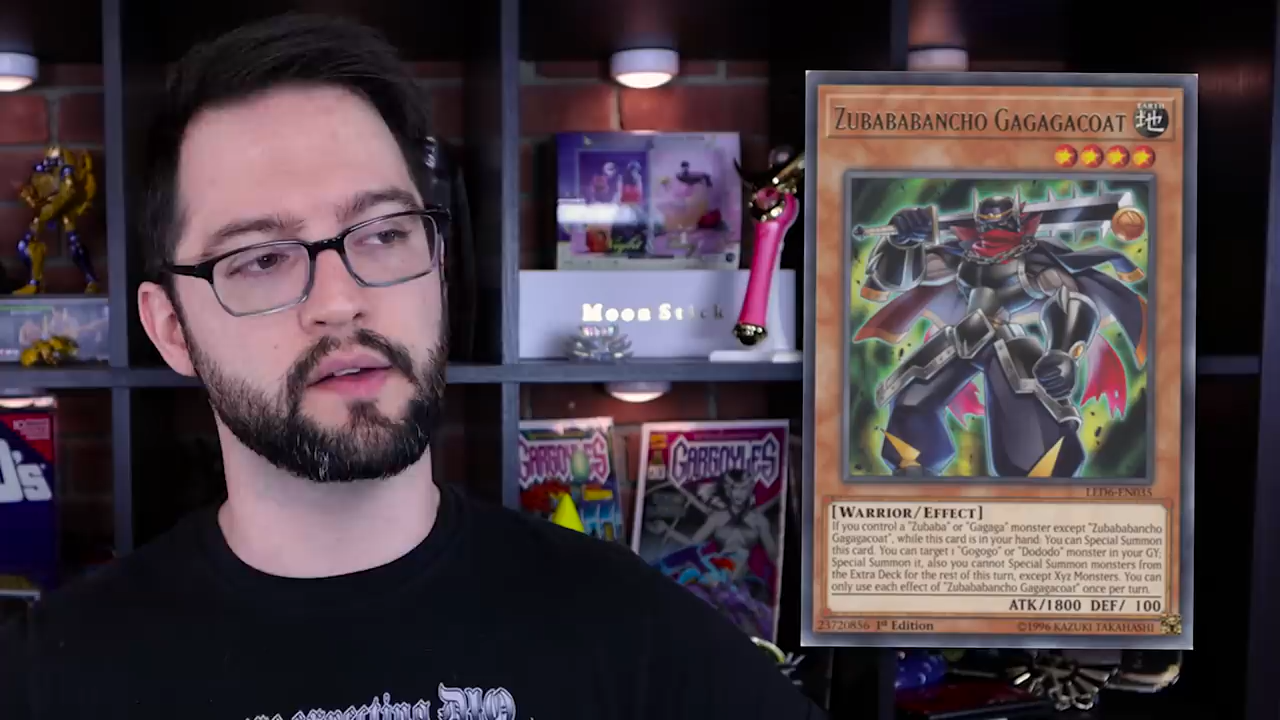 ZUBABABANCHO GAGAGACOAT
EARTH
地
LED6-EN035
[WARRIOR/EFFECT]
If you control a "Zubaba" or "Gagaga" monster except "Zubababancho
Gagagacoat", while this card is in your hand: You can Special Summon
this card. You can target 1 "Gogogo" or "Dododo" monster in your GY;
Special Summon it, also you cannot Special Summon monsters from
the Extra Deck for the rest of this turn, except Xyz Monsters. You can
only use each effect of "Zubababancho Gagagacoat" once per turn.
ATK/1800 DEF/ 100
23720856 1st Edition
©1996 KAZUKI TAKAHASHI
Moon Stick
GARGOYLES
GARGOYLES
expecting DIO